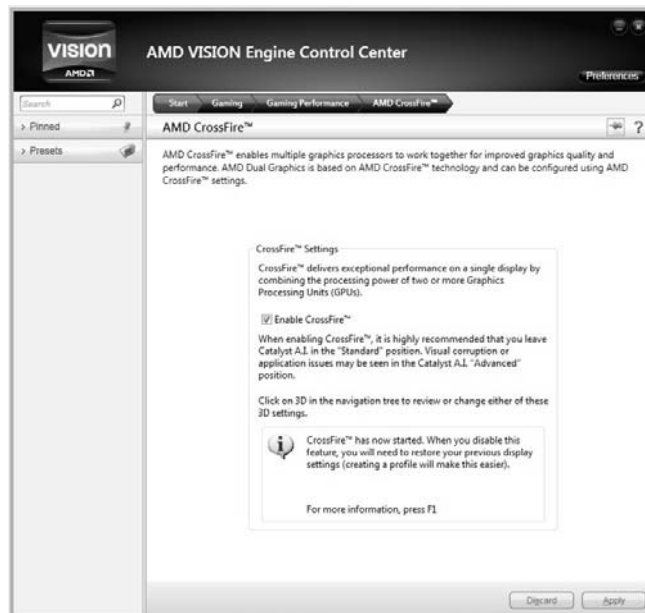 VISION
AMD
AMD VISION Engine Control Center
Preferences
Search
Start Gaming Gaming Performance AMD CrossFire™
> Pinned
AMD CrossFire™
?
> Presets
AMD CrossFire™ enables multiple graphics processors to work together for improved graphics quality and
performance. AMD Dual Graphics is based on AMD CrossFire™ technology and can be configured using AMD
CrossFire™ settings.
CrossFire™ Settings
CrossFire™ delivers exceptional performance on a single display by
combining the processing power of two or more Graphics
Processing Units (GPUs).
Enable CrossFire™
When enabling CrossFire™, it is highly recommended that you leave
Catalyst A.I. in the "Standard" position. Visual corruption or
application issues may be seen in the Catalyst A.I. "Advanced"
position.
Click on 3D in the navigation tree to review or change either of these
3D settings.
CrossFire™ has now started. When you disable this
feature, you will need to restore your previous display
settings (creating a profile will make this easier).
For more information, press F1
Discard
Apply